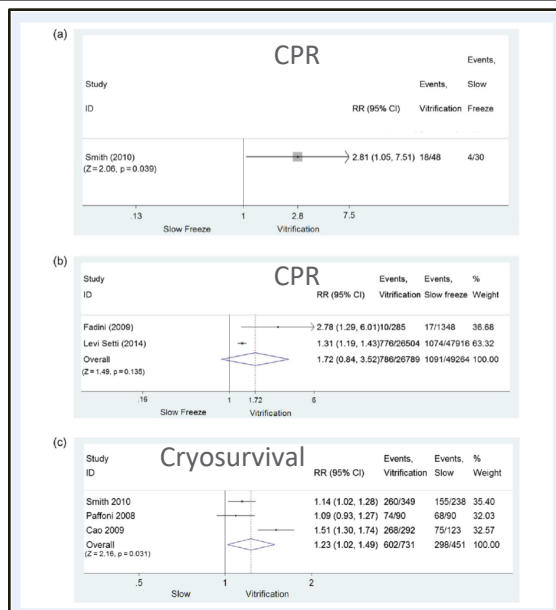 (a)
CPR
Events,
Study Events, Slow
ID RR (95% CI) Vitrification Freeze
Smith (2010) 2.81 (1.05, 7.51) 18/48 4/30
(Z = 2.06, p = 0.039)
.13 1 2.8 7.5
Slow Freeze Vitrification
(b)
CPR
Study Events, Events, %
ID RR (95% CI) Vitrification Slow freeze Weight
Fadini (2009) 2.78 (1.29, 6.01)10/285 17/1348 36.68
Levi Setti (2014) 1.31 (1.19, 1.43)776/26504 1074/47916 63.32
Overall 1.72 (0.84, 3.52)786/26789 1091/49264 100.00
(Z = 1.49, p = 0.135)
.16 1 1.72 6
Slow Freeze Vitrification
(c)
Cryosurvival
Study Events, Events, %
ID RR (95% CI) Vitrification Slow Weight
Smith 2010 1.14 (1.02, 1.28) 260/349 155/238 35.40
Paffoni 2008 1.09 (0.93, 1.27) 74/90 68/90 32.03
Cao 2009 1.51 (1.30, 1.74) 268/292 75/123 32.57
Overall 1.23 (1.02, 1.49) 602/731 298/451 100.00
(Z = 2.16, p = 0.031)
.5 1 2
Slow Vitrification